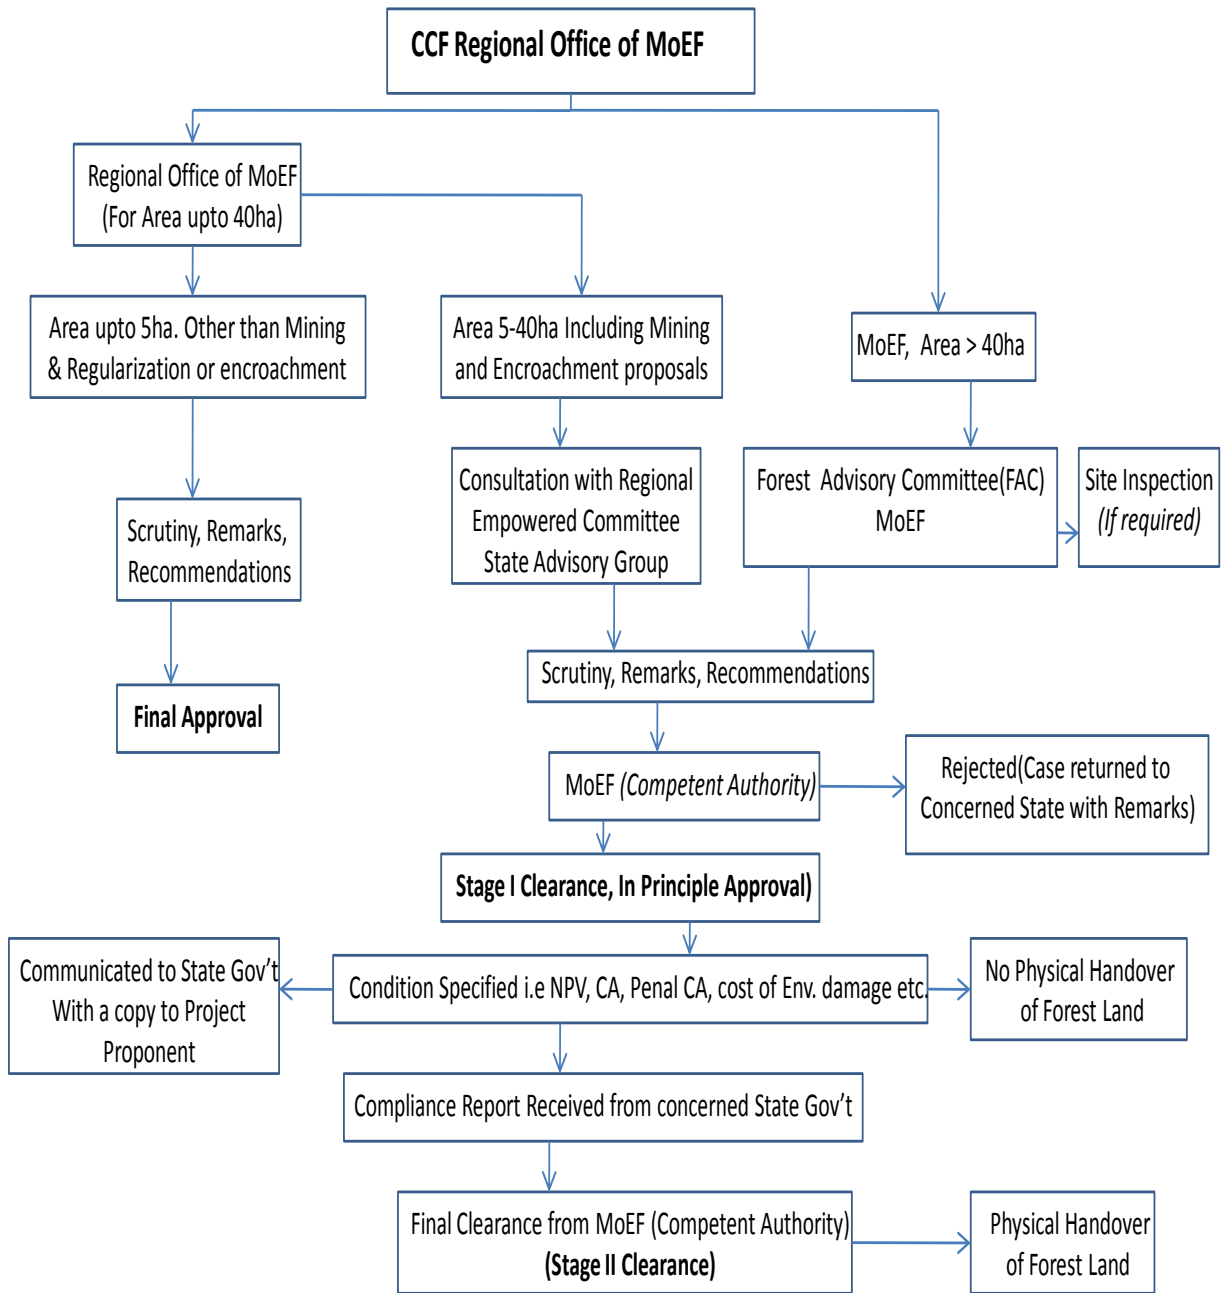 CCF Regional Office of MoEF
Regional Office of MoEF
(For Area upto 40ha)
Area upto 5ha. Other than Mining
& Regularization or encroachment
Area 5-40ha Including Mining
and Encroachment proposals
MoEF, Area > 40ha
Scrutiny, Remarks,
Recommendations
Consultation with Regional
Empowered Committee
State Advisory Group
Forest Advisory Committee(FAC)
MoEF
Site Inspection
(If required)
Final Approval
Scrutiny, Remarks, Recommendations
MoEF (Competent Authority)
Rejected(Case returned to
Concerned State with Remarks)
Stage I Clearance, In Principle Approval)
Communicated to State Gov’t
With a copy to Project
Proponent
Condition Specified i.e NPV, CA, Penal CA, cost of Env. damage etc.
No Physical Handover
of Forest Land
Compliance Report Received from concerned State Gov’t
Final Clearance from MoEF (Competent Authority)
(Stage II Clearance)
Physical Handover
of Forest Land